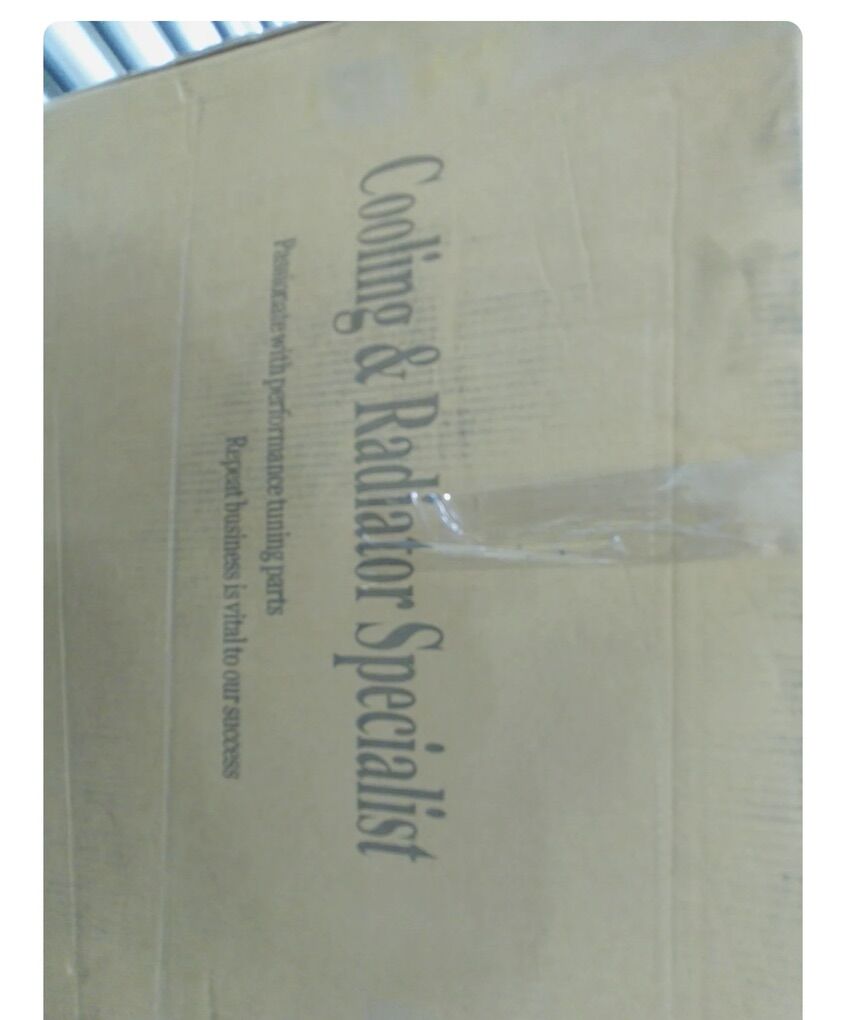 Cooling & Radiator Specialist
Passionate with performance tuning parts
Repeat business is vital to our success